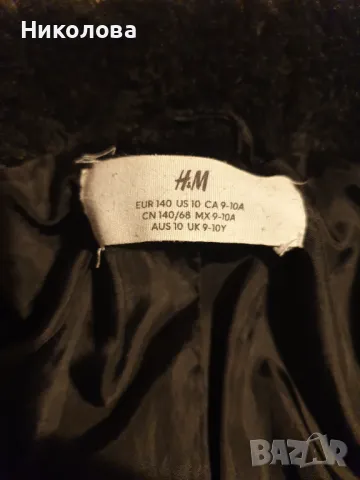 Николова
H&M
EUR 140 US 10 CA 9-10A
CN 140/68 MX 9-10A
AUS 10 UK 9-10Y
BAZAR